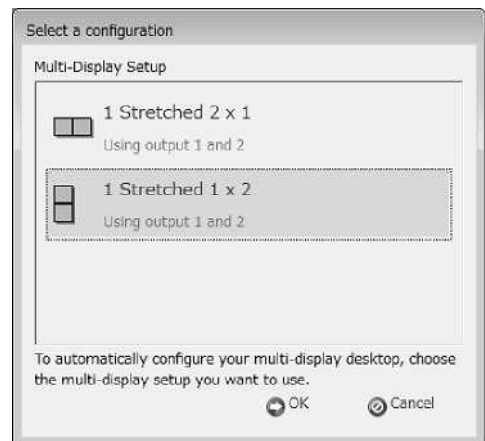 Select a configuration
Multi-Display Setup
1 Stretched 2 x 1
Using output 1 and 2
1 Stretched 1 x 2
Using output 1 and 2
To automatically configure your multi-display desktop, choose
the multi-display setup you want to use.
OK
Cancel